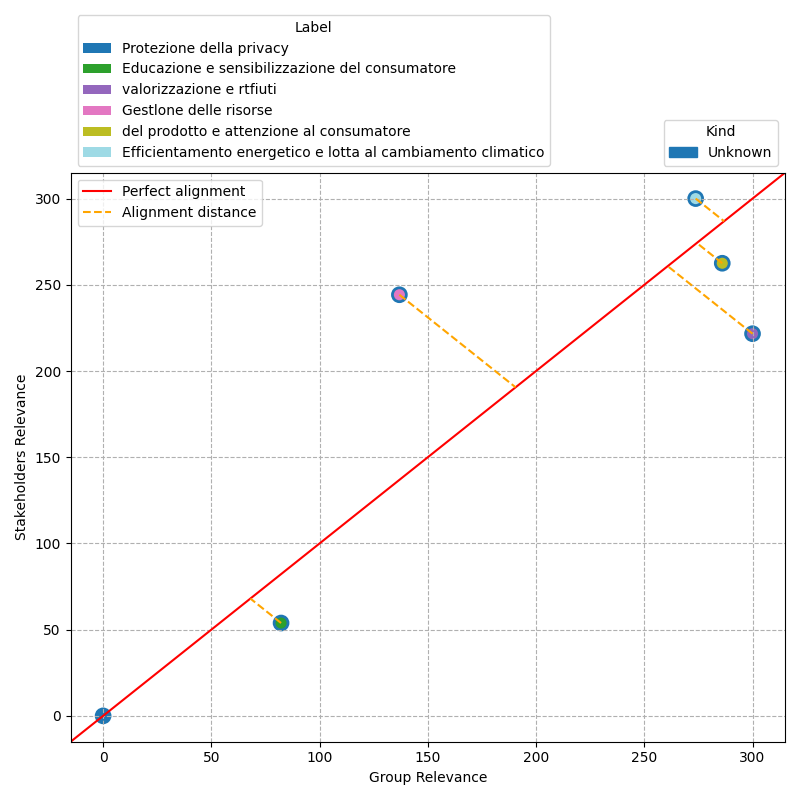 Label
Protezione della privacy
Educazione e sensibilizzazione del consumatore
valorizzazione e rtfiuti
Gestlone delle risorse
del prodotto e attenzione al consumatore
Efficientamento energetico e lotta al cambiamento climatico
Kind
Unknown
Perfect alignment
Alignment distance
Stakeholders Relevance
300
250
200
150
100
50
0
0 50 100 150 200 250 300
Group Relevance